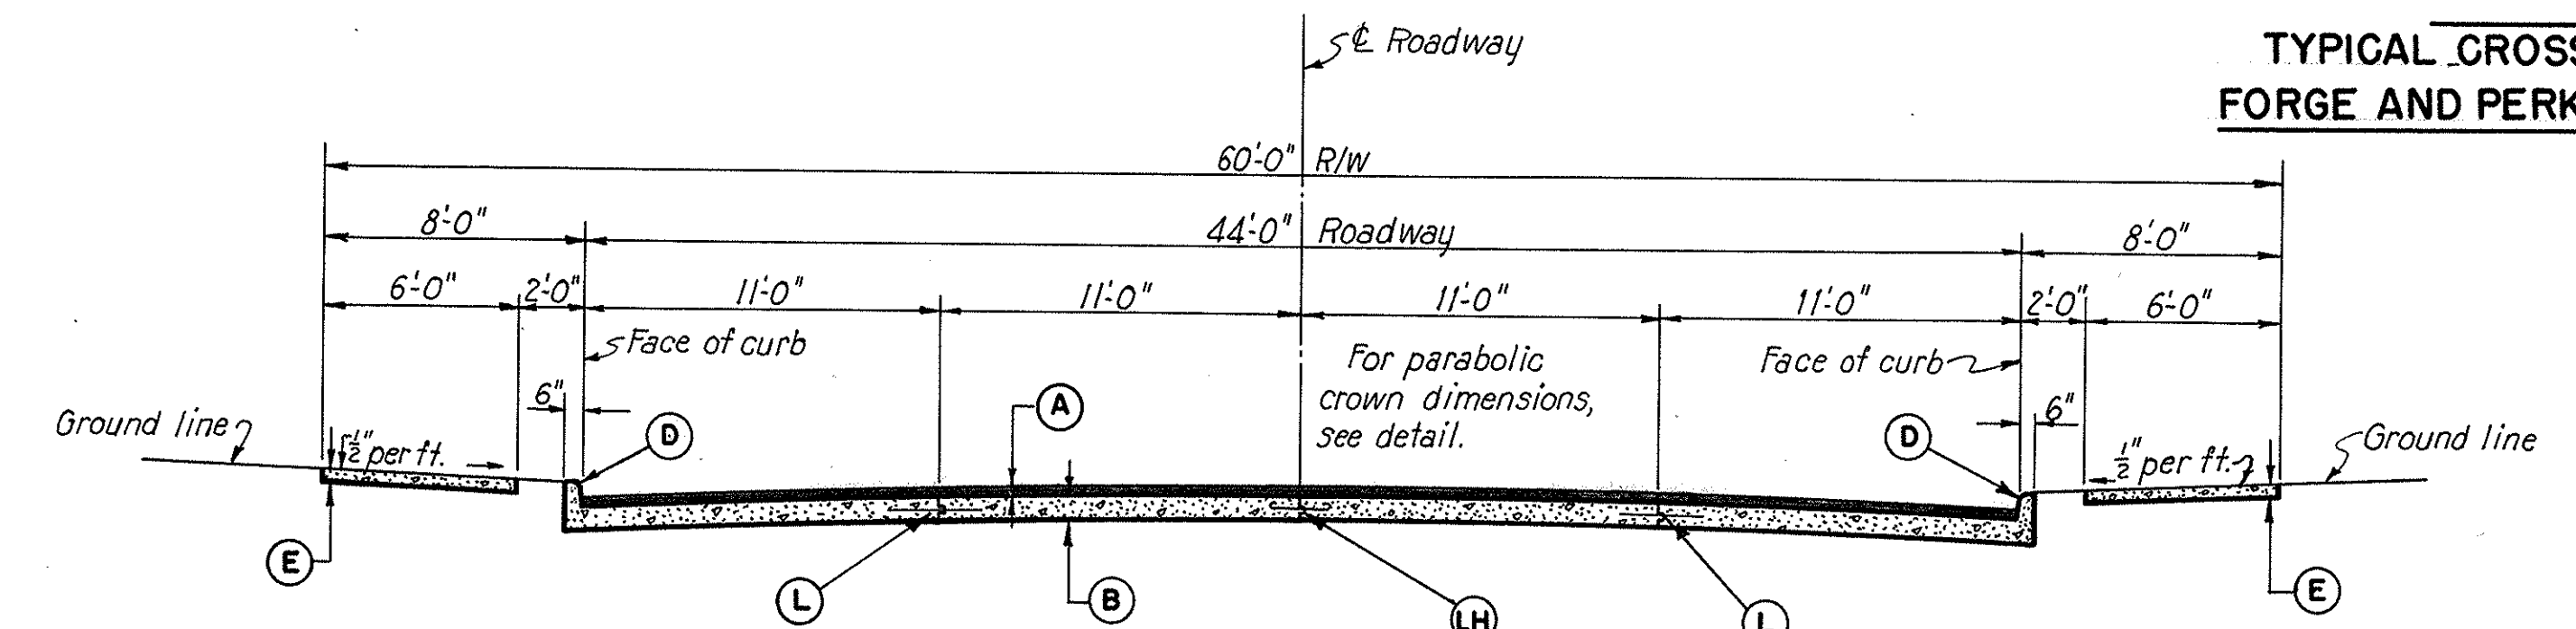 ℄ Roadway
TYPICAL CROSS
FORGE AND PERK
60'-0" R/W
8'-0"
44'-0" Roadway
8'-0"
6'-0"
2'-0"
11'-0"
11'-0"
11'-0"
11'-0"
2'-0"
6'-0"
Face of curb
For parabolic
crown dimensions,
see detail.
Face of curb
6"
A
6"
Ground line
D
D
Ground line
1/2" per ft.
1/2" per ft.
E
L
B
LH
L
E